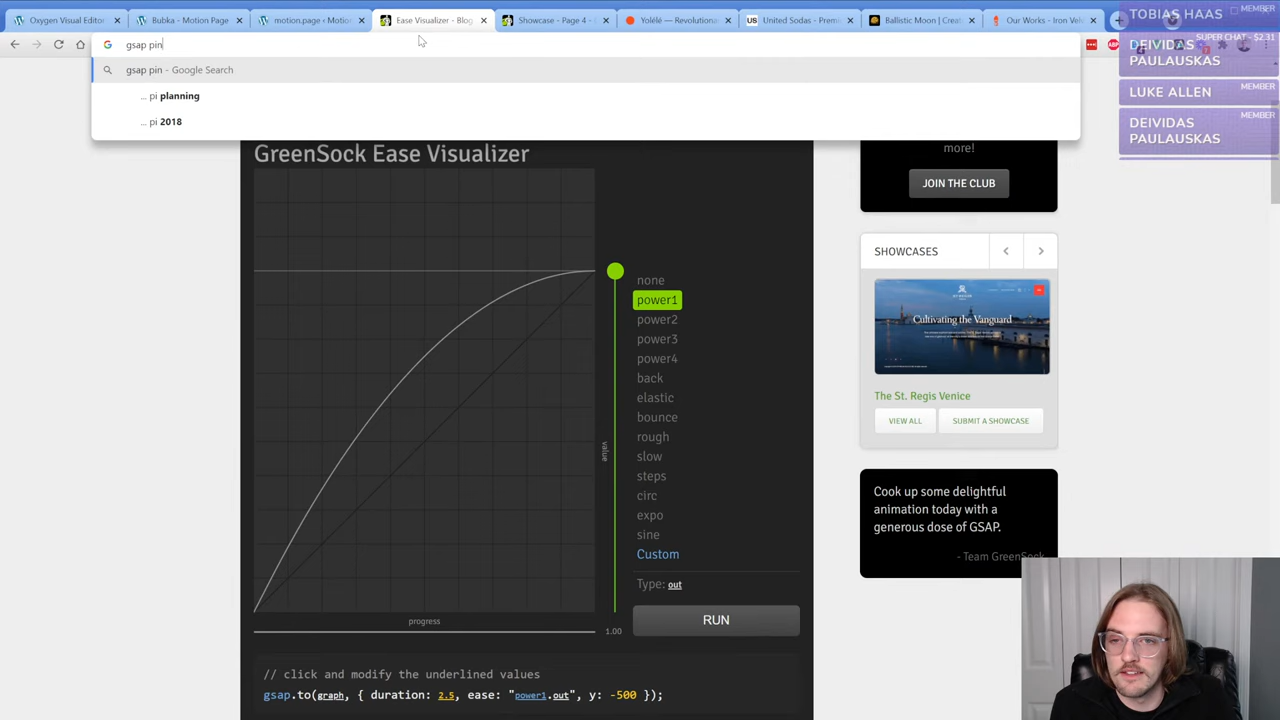 Oxygen Visual Editor
Bubka - Motion Page
motion.page ‹ Motion
Ease Visualizer - Blog
Showcase - Page 4 -
Yolélé — Revolutionar
US
United Sodas - Premi
Ballistic Moon | Creat
Our Works - Iron Vel
TOBIAS HAAS
MEMBER
SUPER CHAT - $2.31
DEIVIDAS
PAULAUSKAS
LUKE ALLEN
MEMBER
DEIVIDAS
PAULAUSKAS
MEMBER
gsap pin
gsap pin - Google Search
... pi planning
... pi 2018
GreenSock Ease Visualizer
none
power1
power2
power3
power4
back
elastic
bounce
rough
slow
steps
circ
expo
sine
Custom
Type: out
RUN
value
progress
1.00
// click and modify the underlined values
gsap.to(graph, { duration: 2.5, ease: "power1.out", y: -500 });
more!
JOIN THE CLUB
SHOWCASES
Cultivating the Vanguard
The St. Regis Venice
VIEW ALL
SUBMIT A SHOWCASE
Cook up some delightful
animation today with a
generous dose of GSAP.
- Team GreenSock